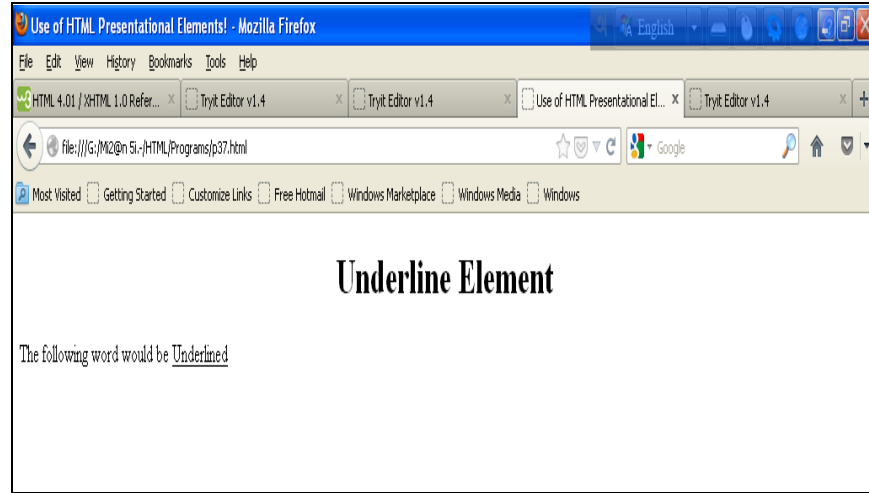 Use of HTML Presentational Elements! - Mozilla Firefox
English
File Edit View History Bookmarks Tools Help
HTML 4.01 / XHTML 1.0 Refer... Tryit Editor v1.4 Tryit Editor v1.4 Use of HTML Presentational El... Tryit Editor v1.4
file:///G:/Mi2@n 5i.-/HTML/Programs/p37.html Google
Most Visited Getting Started Customize Links Free Hotmail Windows Marketplace Windows Media Windows
Underline Element
The following word would be Underlined